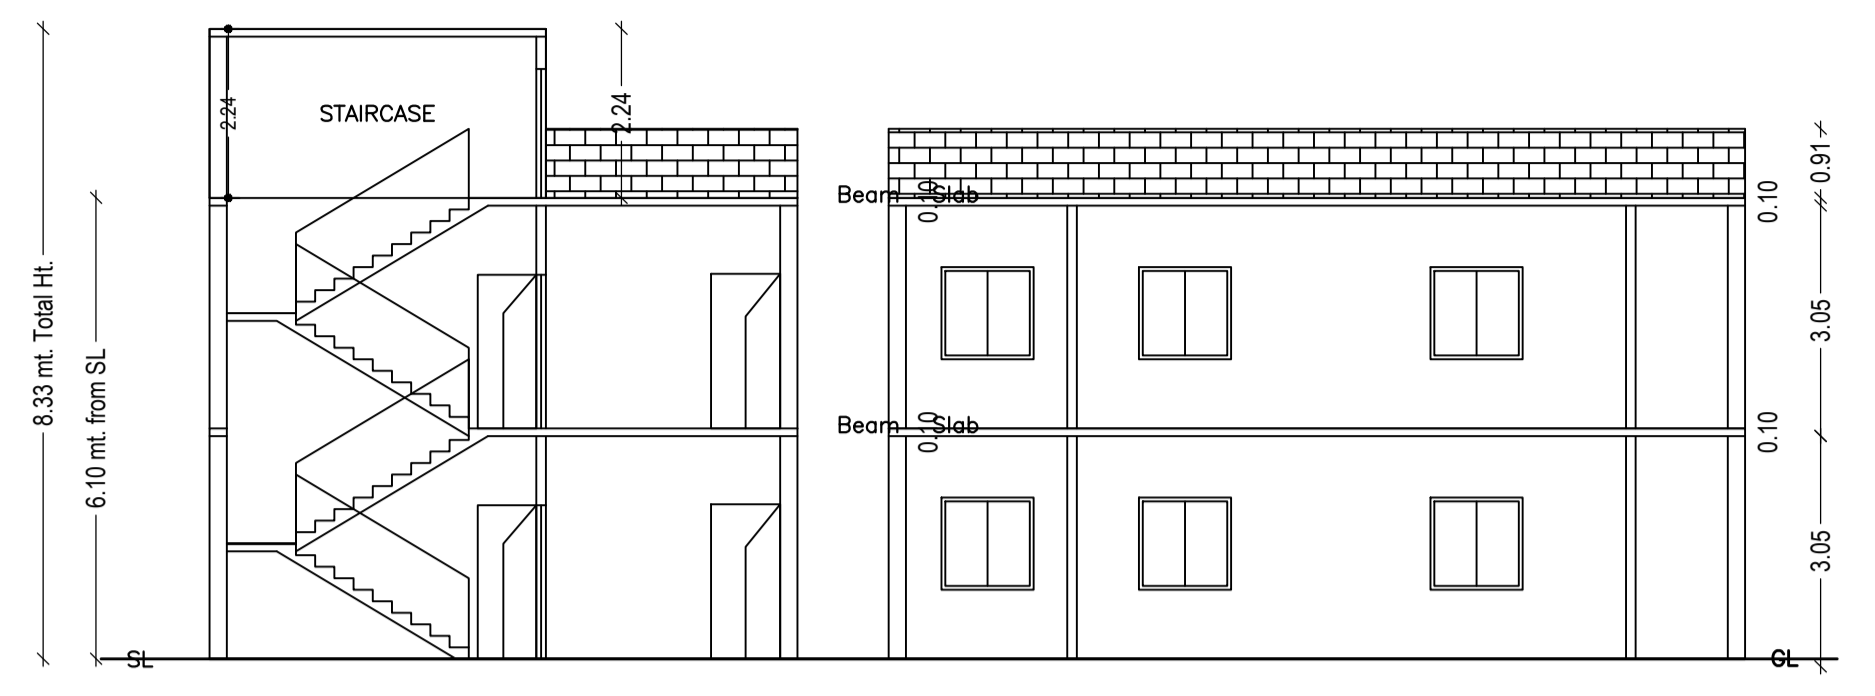 8.33 mt. Total Ht.
6.10 mt. from SL
2.24
STAIRCASE
2.24
Beam Slab
0.10
0.10
0.91
3.05
Beam Slab
0.10
0.10
3.05
SL
GL